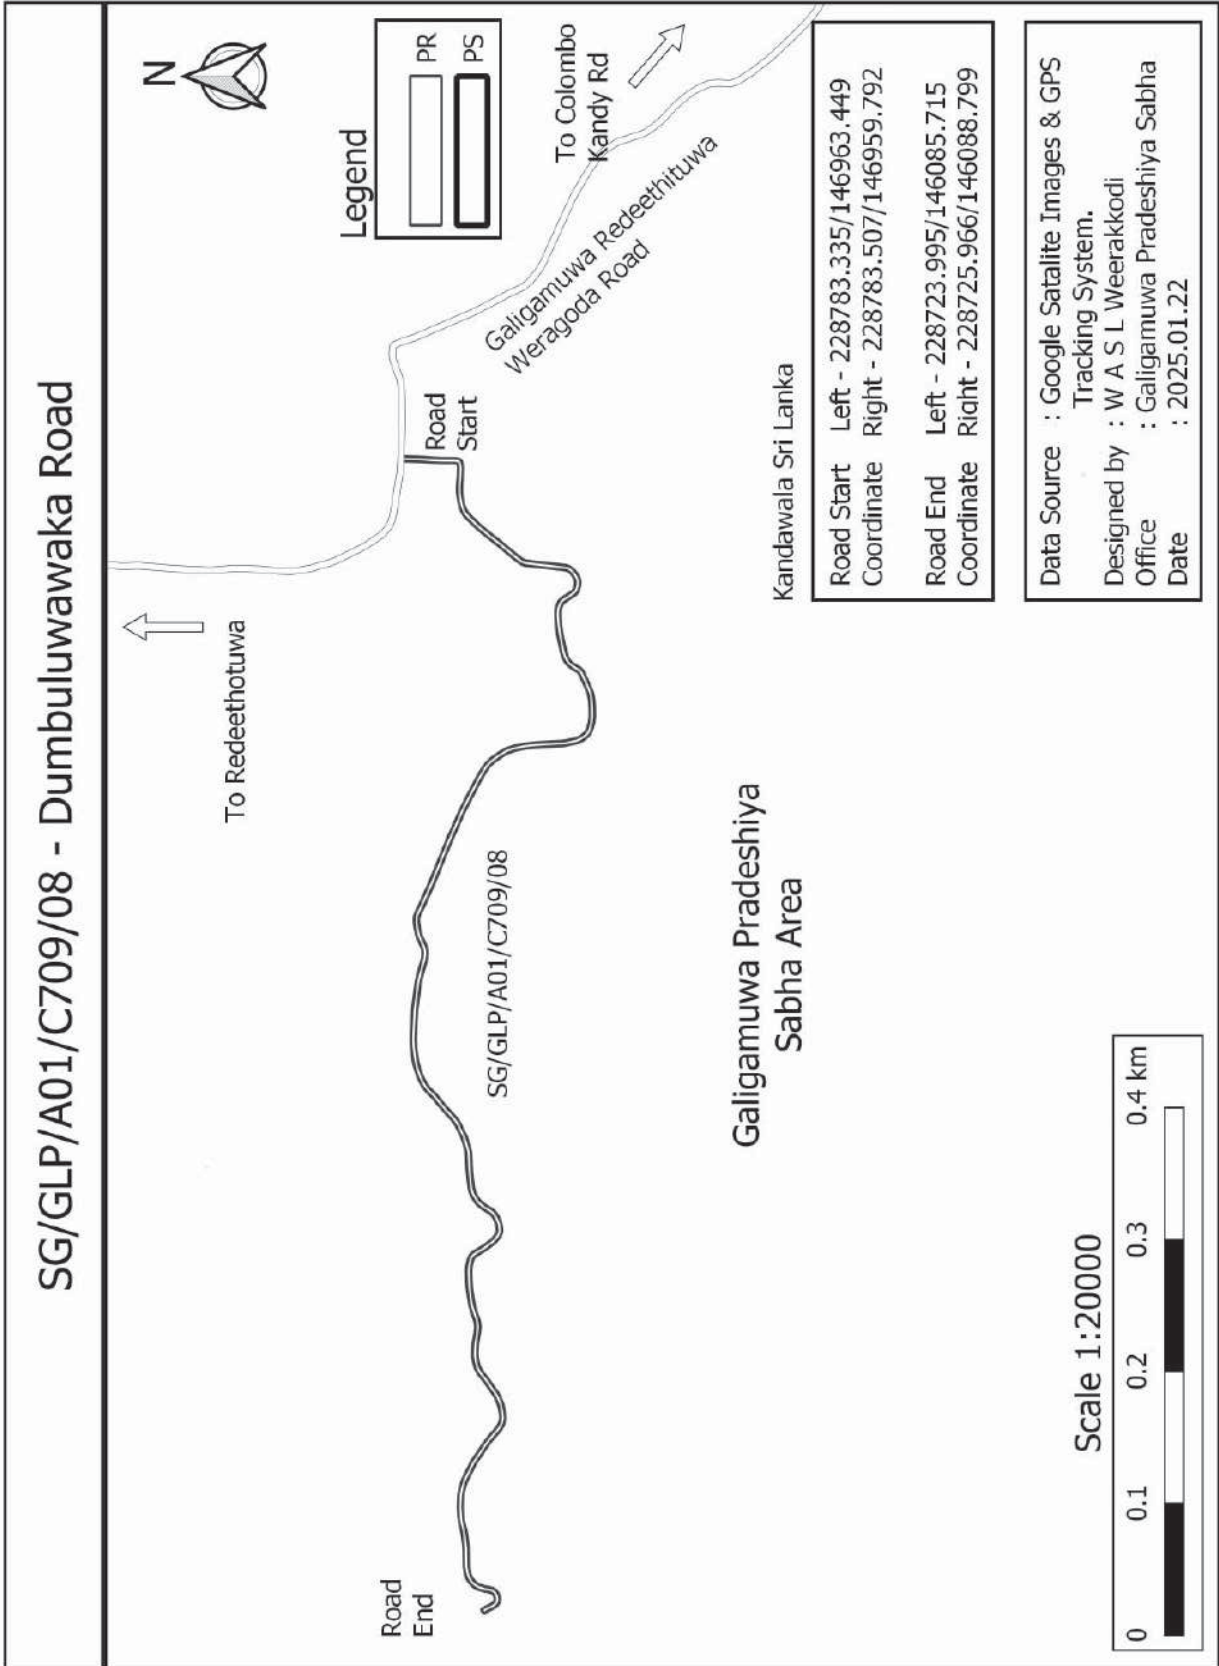 SG/GLP/A01/C709/08 - Dumbuluwawaka Road
N
Legend
PR
PS
To Redeethotuwa
To Colombo
Kandy Rd
Galigamuwa Redeethituwa
Weragoda Road
Road
Start
SG/GLP/A01/C709/08
Road
End
Galigamuwa Pradeshiya
Sabha Area
Kandawala Sri Lanka
Road Start Left - 228783.335/146963.449
Coordinate Right - 228783.507/146959.792
Road End Left - 228723.995/146085.715
Coordinate Right - 228725.966/146088.799
Scale 1:20000
0 0.1 0.2 0.3 0.4 km
Data Source : Google Satalite Images & GPS
Tracking System.
Designed by : W A S L Weerakkodi
Office : Galigamuwa Pradeshiya Sabha
Date : 2025.01.22